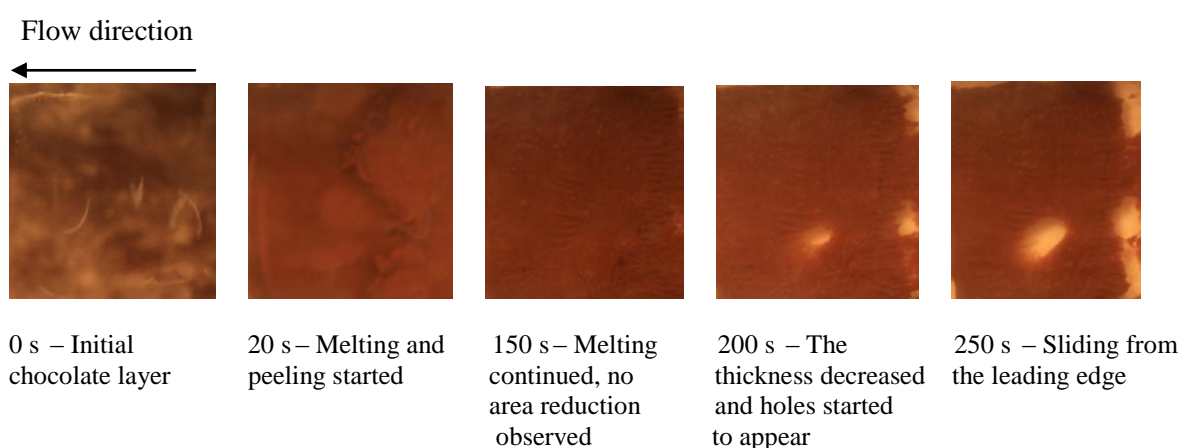 Flow direction
0 s – Initial
chocolate layer
20 s – Melting and
peeling started
150 s – Melting
continued, no
area reduction
observed
200 s – The
thickness decreased
and holes started
to appear
250 s – Sliding from
the leading edge